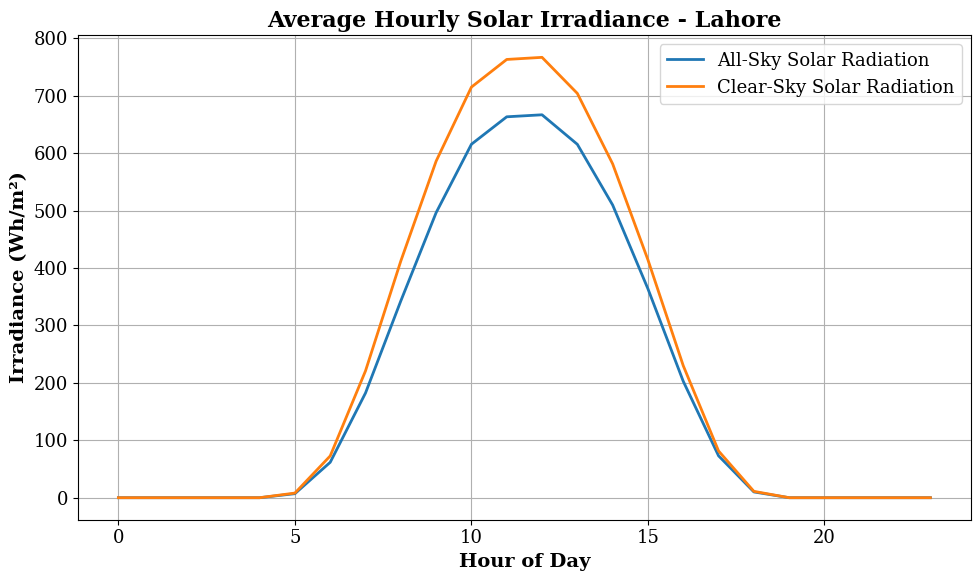 Average Hourly Solar Irradiance - Lahore
800
700
600
500
400
300
200
100
0
Irradiance (Wh/m²)
All-Sky Solar Radiation
Clear-Sky Solar Radiation
0 5 10 15 20
Hour of Day